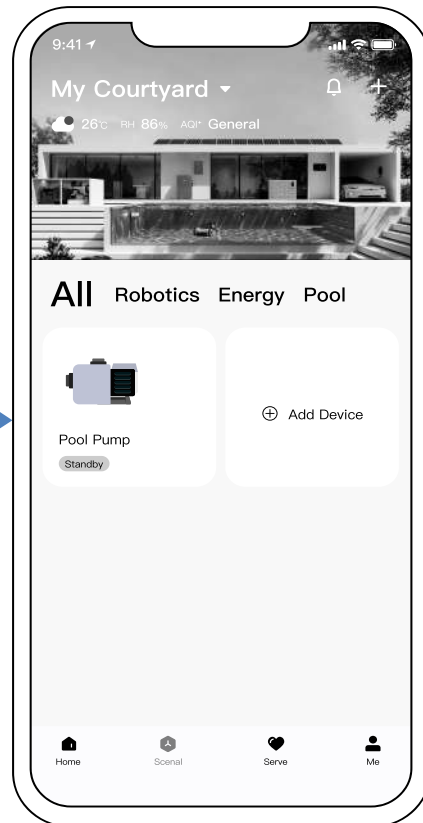 9:41
My Courtyard
26℃ RH 86% AQI* General
All Robotics Energy Pool
Pool Pump
Standby
Add Device
Home Scenal Serve Me